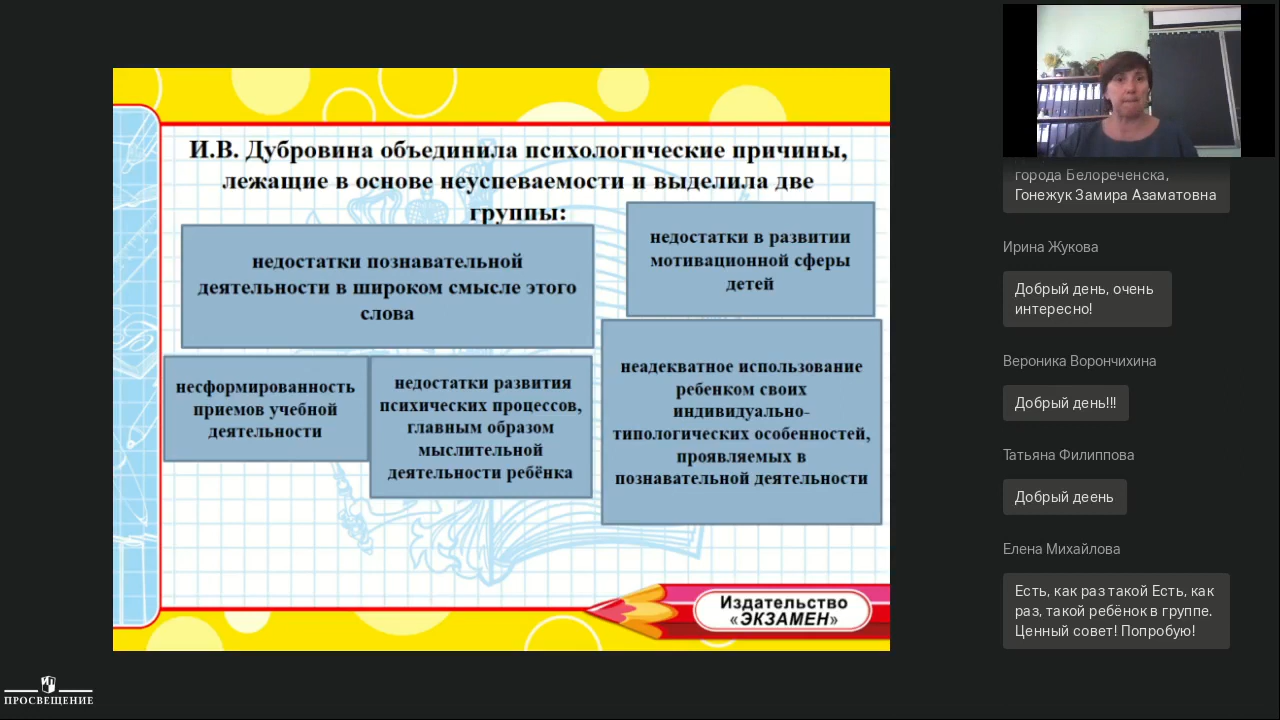 И.В. Дубровина объединила психологические причины,
лежащие в основе неуспеваемости и выделила две
группы:
недостатки познавательной
деятельности в широком смысле этого
слова
недостатки в развитии
мотивационной сферы
детей
несформированность
приемов учебной
деятельности
недостатки развития
психических процессов,
главным образом
мыслительной
деятельности ребёнка
неадекватное использование
ребенком своих
индивидуально-
типологических особенностей,
проявляемых в
познавательной деятельности
Издательство
«ЭКЗАМЕН»
ПРОСВЕЩЕНИЕ
города Белореченска,
Гонежук Замира Азаматовна
Ирина Жукова
Добрый день, очень
интересно!
Вероника Ворончихина
Добрый день!!!
Татьяна Филиппова
Добрый деень
Елена Михайлова
Есть, как раз такой Есть, как
раз, такой ребёнок в группе.
Ценный совет! Попробую!